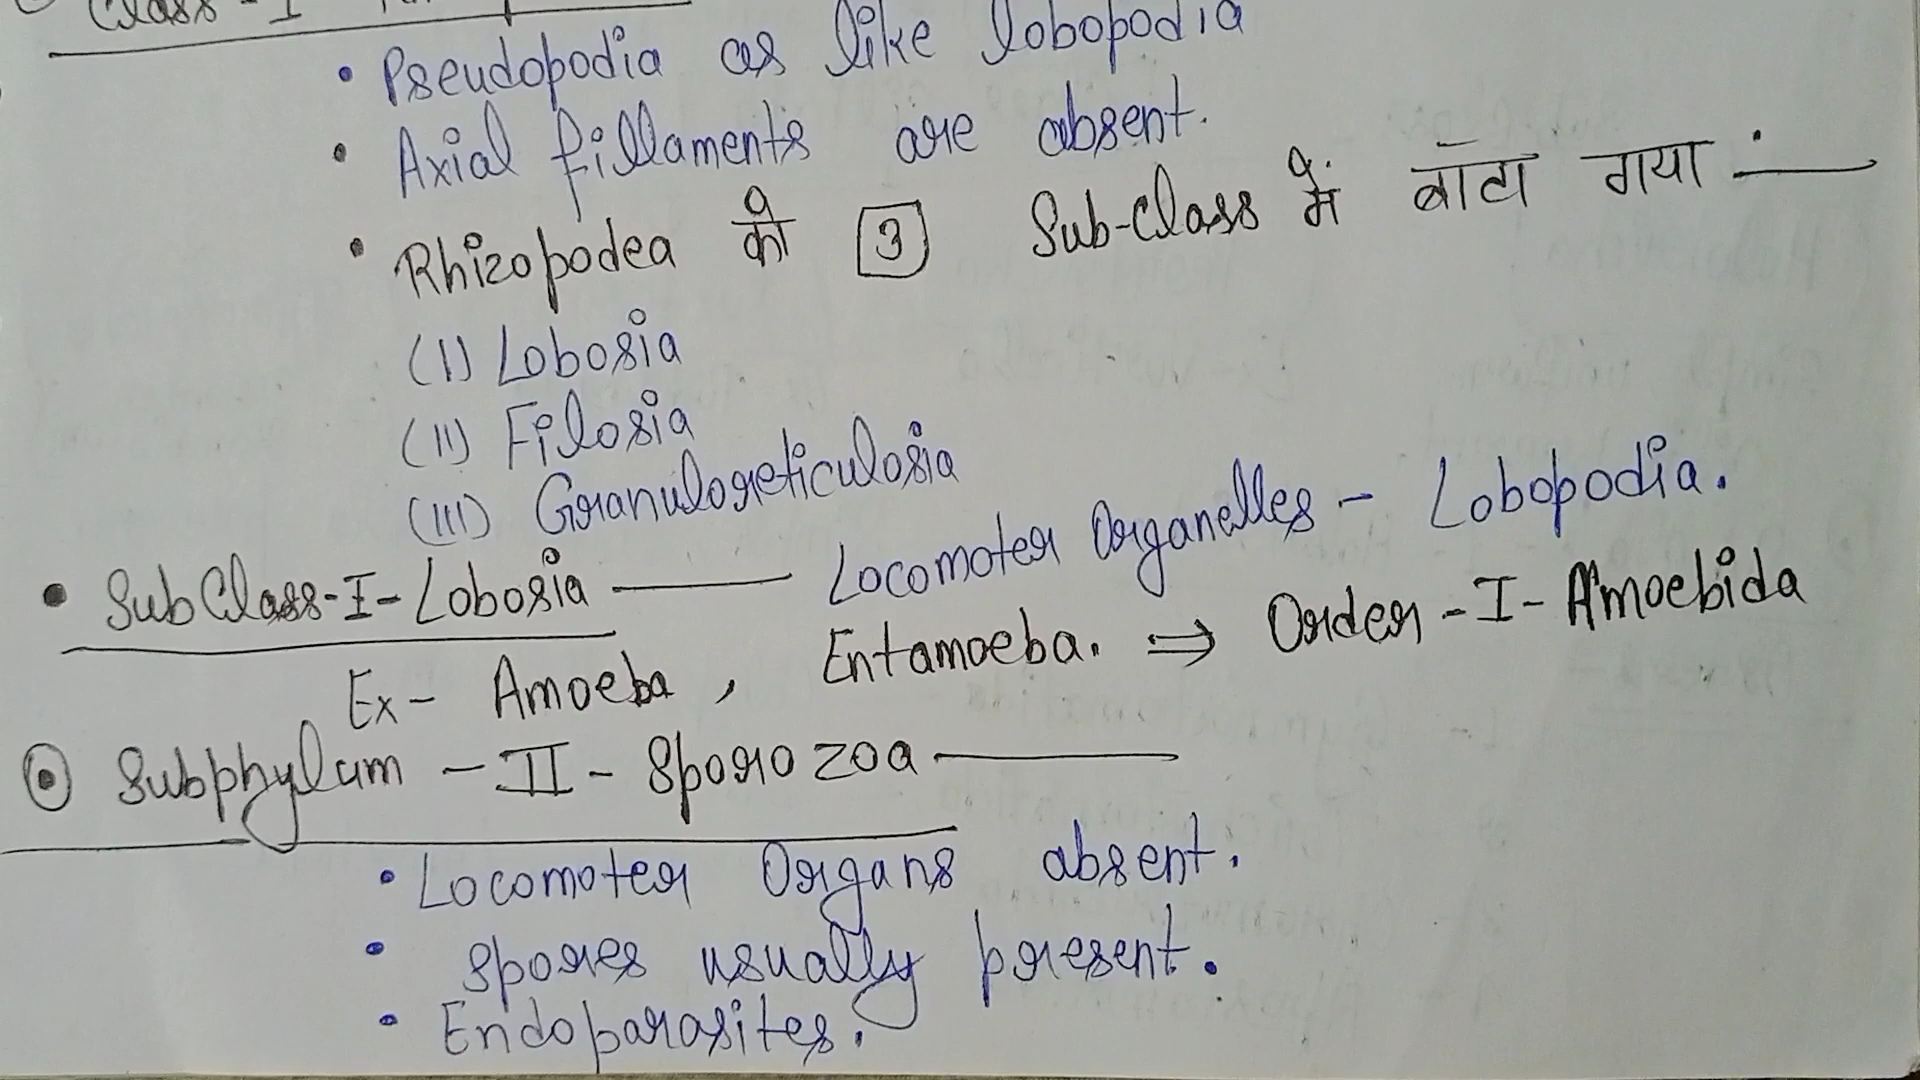 Class - I
• Pseudopodia as like lobopodia
• Axial fillaments are absent.
• Rhizopodea को 3 Sub-Class में बाँटा गया :—
(I) Lobosia
(II) Filosia
(III) Granuloreticulosia
• SubClass-I-Lobosia —— Locomoter Organelles - Lobopodia.
Ex- Amoeba, Entamoeba. ⇒ Order-I-Amoebida
⊙ Subphylum - II - Sporozoa ——
• Locomoter Organs absent.
• Spores usually present.
• Endoparasites.